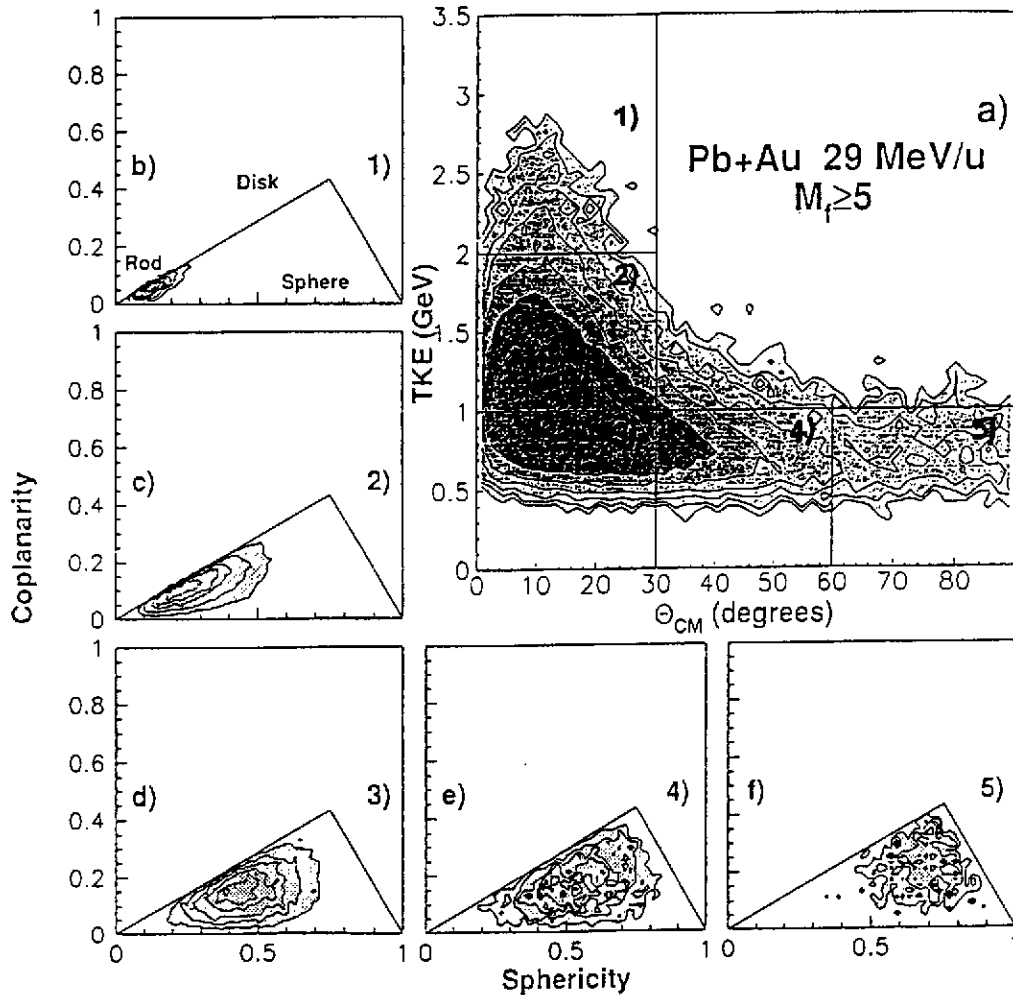 1
0.8
0.6
0.4
0.2
0
b)
1)
Disk
Rod
Sphere
1
0.8
0.6
0.4
0.2
0
c)
2)
Coplanarity
3.5
3
2.5
2
1.5
1
0.5
0
TKE (GeV)
1)
a)
Pb+Au 29 MeV/u
M_f≥5
2)
4)
5)
0 10 20 30 40 50 60 70 80
Θ_CM (degrees)
1
0.8
0.6
0.4
0.2
0
d)
3)
0 0.5 1
e)
4)
0.5 1
f)
5)
0.5 1
Sphericity